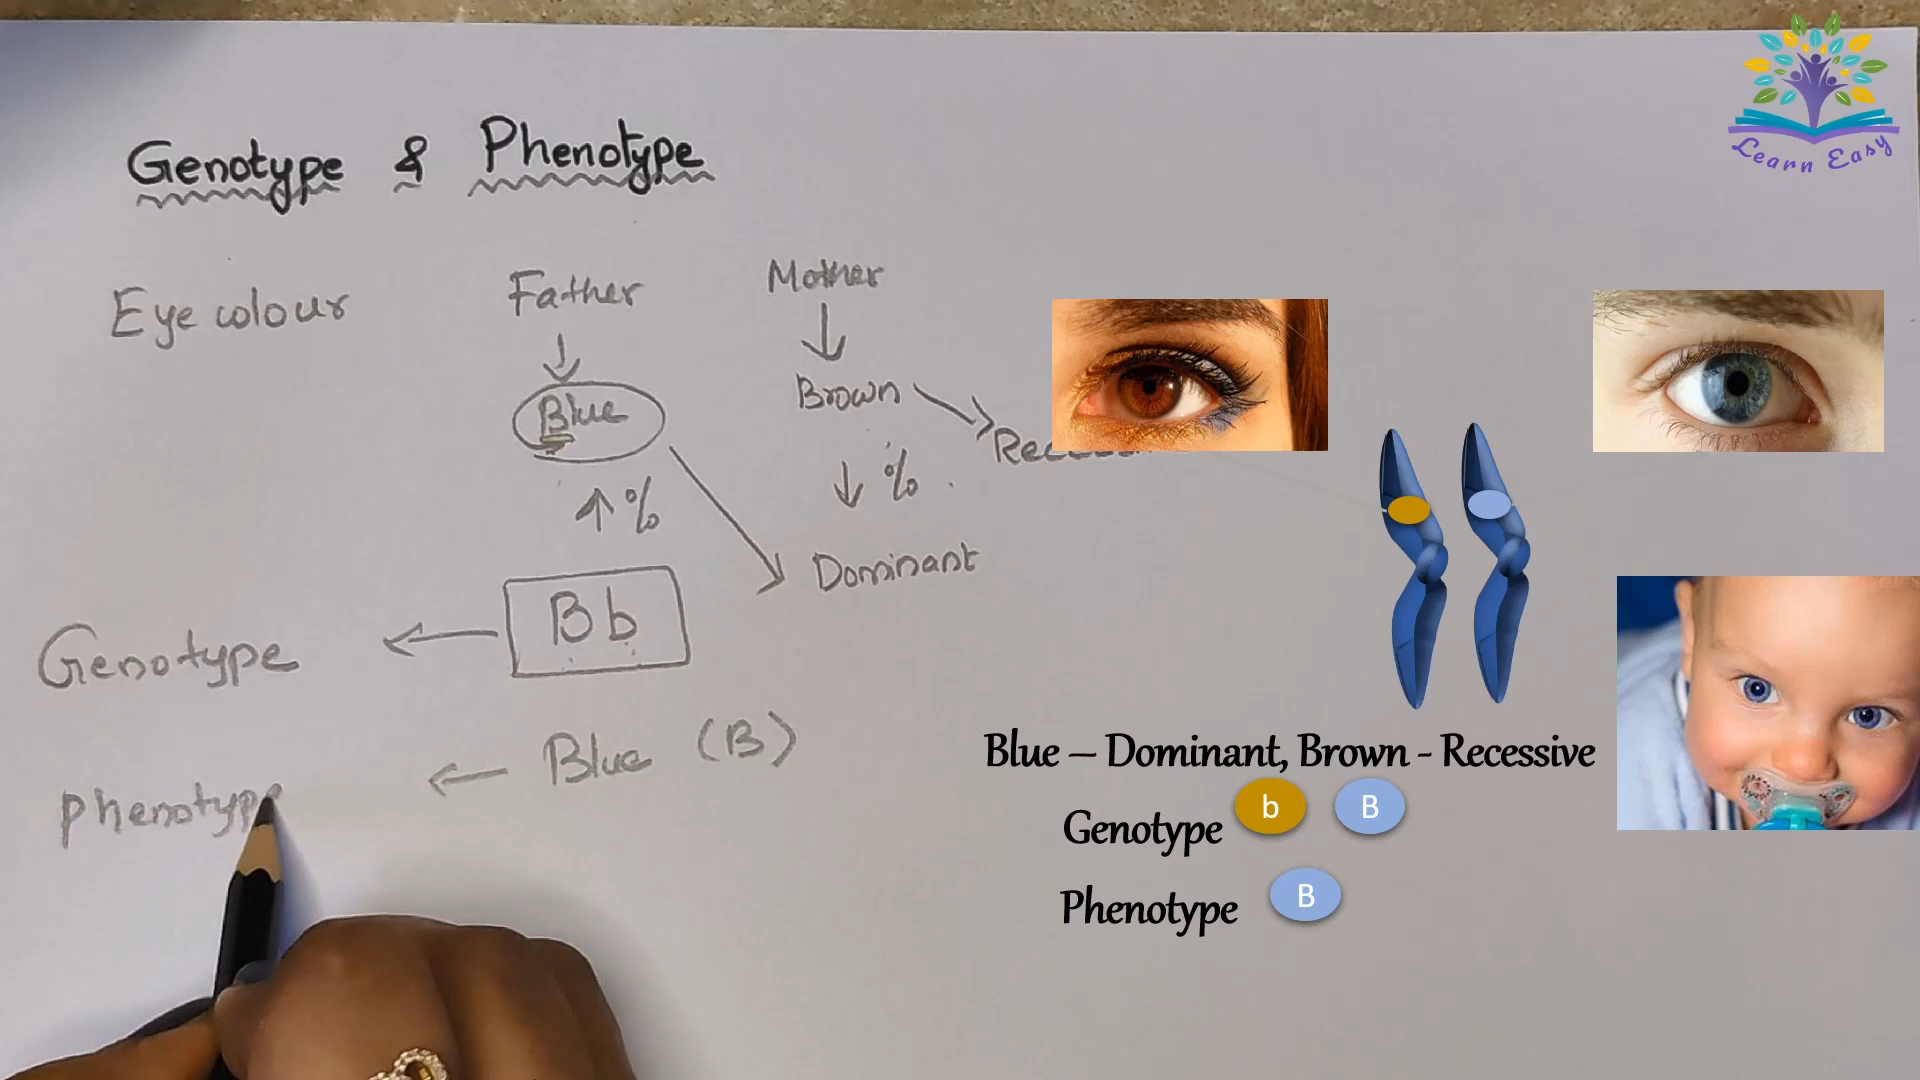 Genotype & Phenotype
Learn Easy
Eye colour
Father
Mother
Blue
Brown
%
%
Dominant
Bb
Genotype
Blue (B)
Phenotype
Blue – Dominant, Brown - Recessive
Genotype b B
Phenotype B